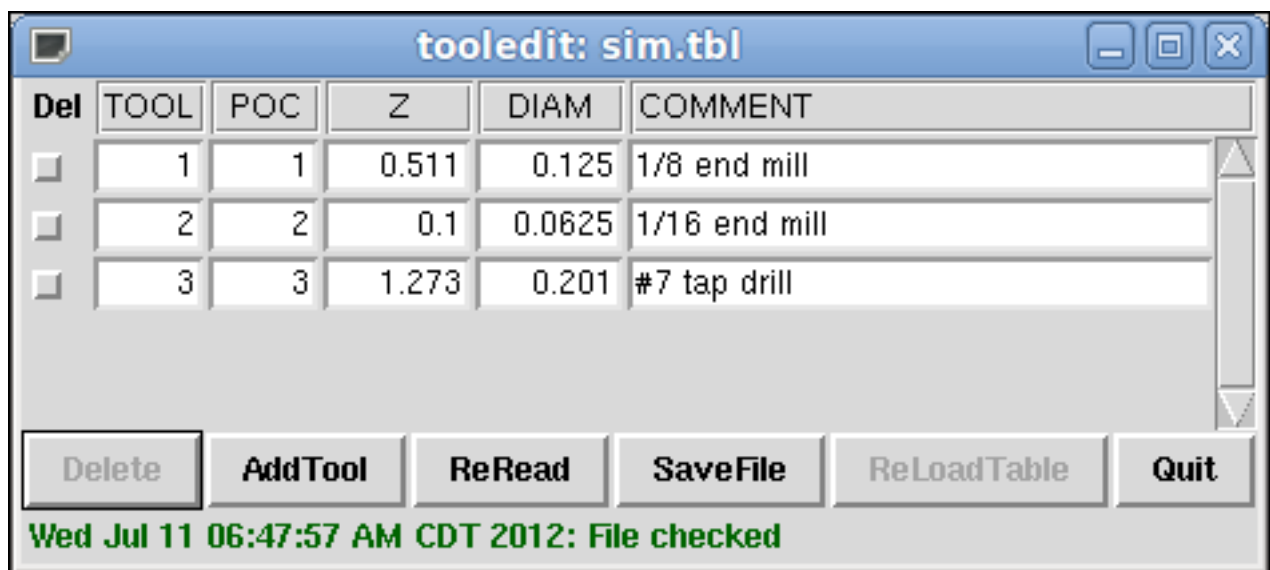 tooledit: sim.tbl
Del TOOL POC Z DIAM COMMENT
1 1 0.511 0.125 1/8 end mill
2 2 0.1 0.0625 1/16 end mill
3 3 1.273 0.201 #7 tap drill
Delete AddTool ReRead SaveFile ReLoadTable Quit
Wed Jul 11 06:47:57 AM CDT 2012: File checked